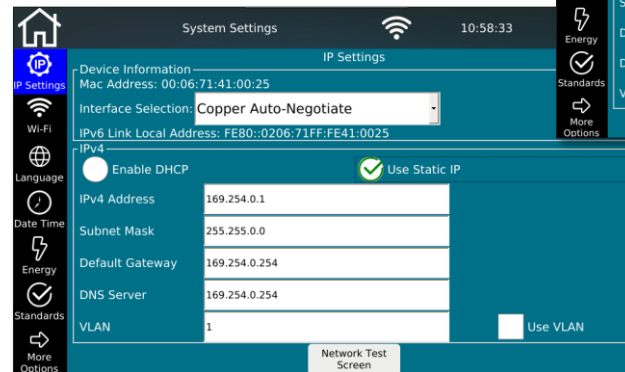 System Settings
10:58:33
IP Settings
IP Settings
Wi-Fi
Language
Date Time
Energy
Standards
More
Options
Device Information
Mac Address: 00:06:71:41:00:25
Interface Selection: Copper Auto-Negotiate
IPv6 Link Local Address: FE80::0206:71FF:FE41:0025
IPv4
Enable DHCP
Use Static IP
IPv4 Address 169.254.0.1
Subnet Mask 255.255.0.0
Default Gateway 169.254.0.254
DNS Server 169.254.0.254
VLAN 1
Use VLAN
Network Test
Screen
Energy
Standards
More
Options